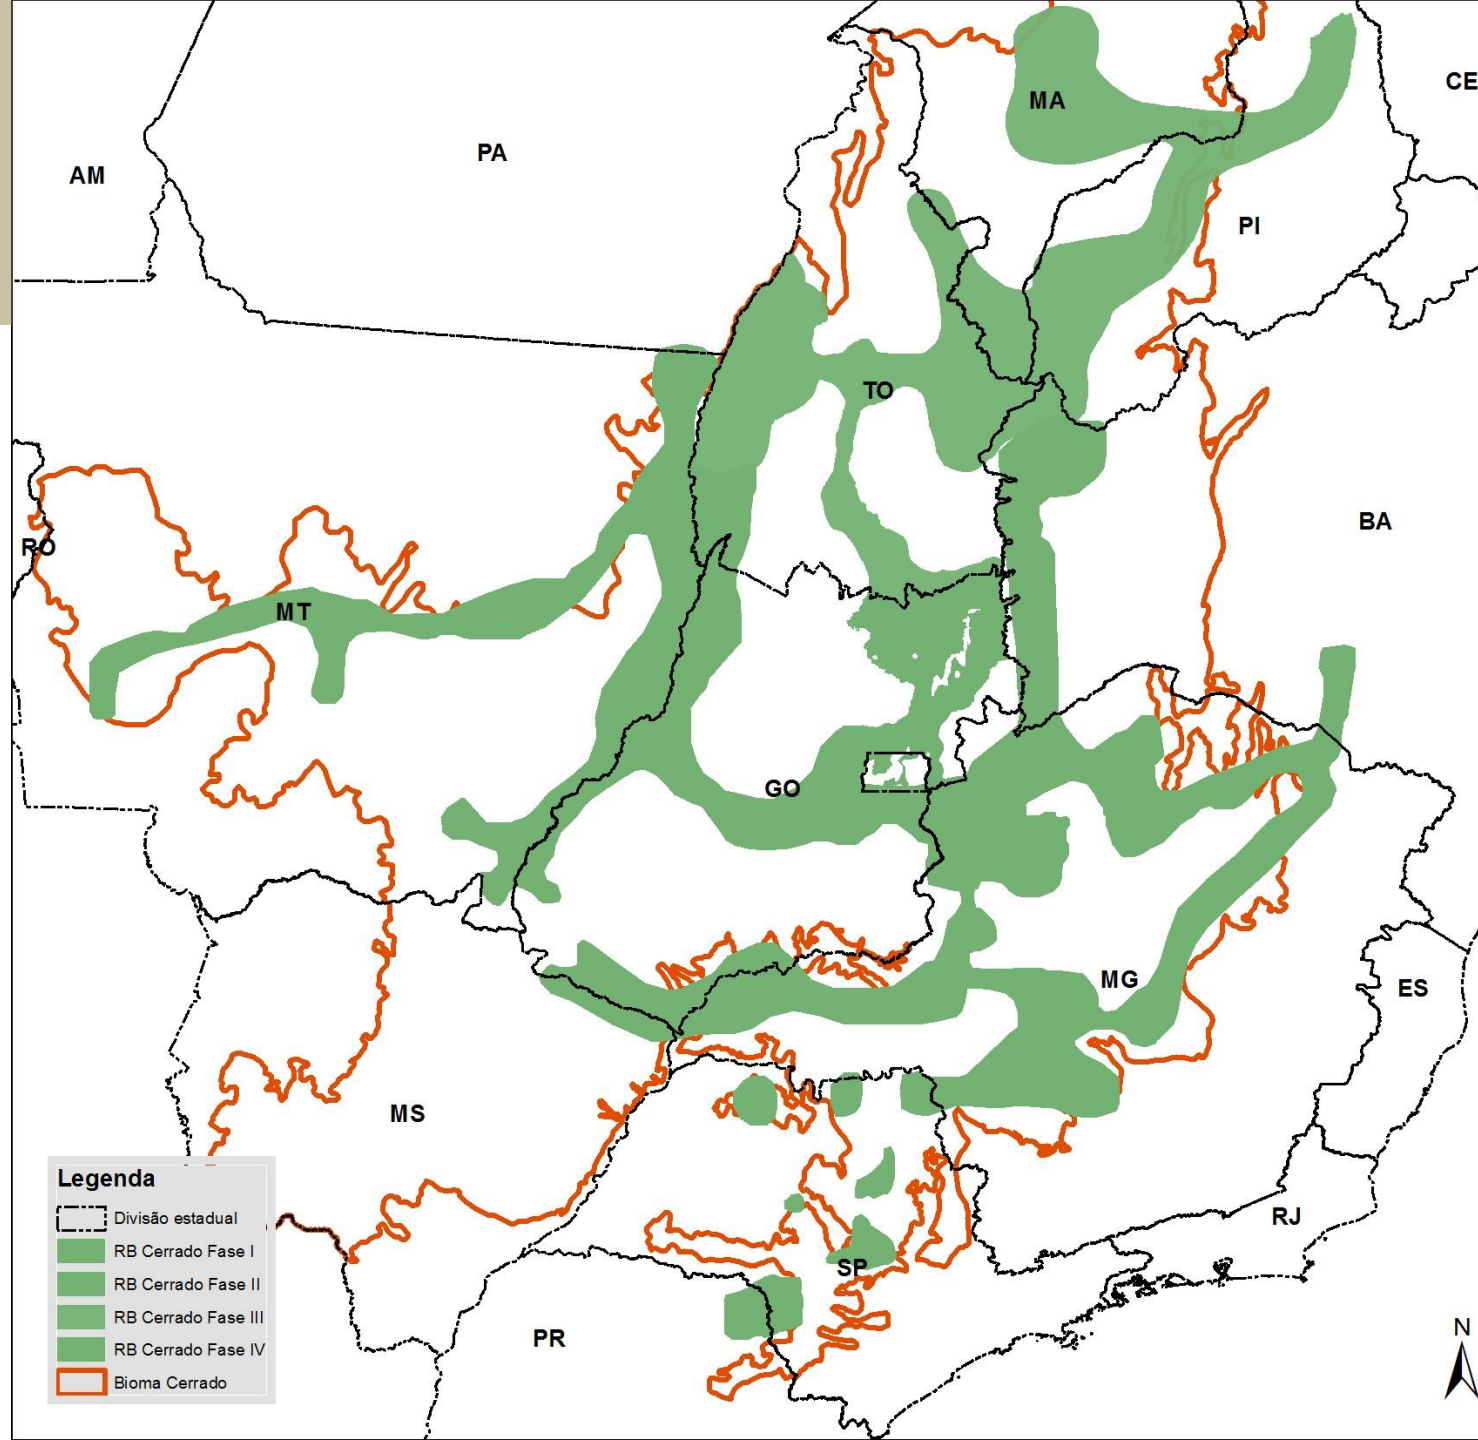 CE
MA
PA
AM
PI
TO
BA
RO
MT
GO
MG
ES
MS
RJ
SP
PR
N
Legenda
Divisão estadual
RB Cerrado Fase I
RB Cerrado Fase II
RB Cerrado Fase III
RB Cerrado Fase IV
Bioma Cerrado